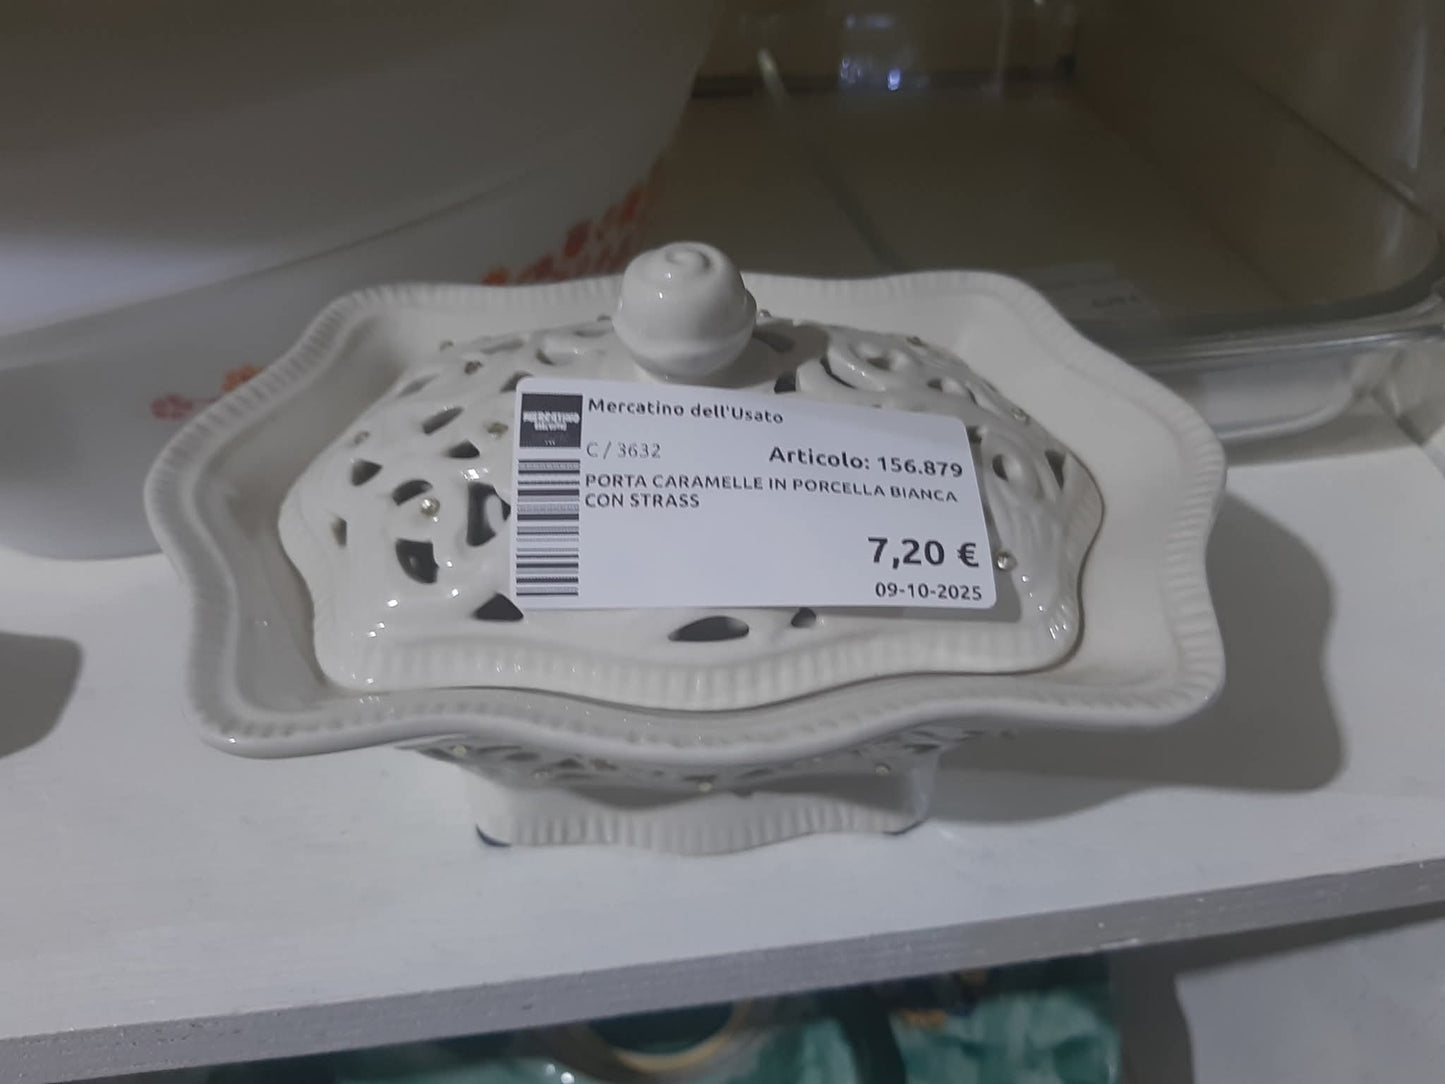 MERCATINO
Mercatino dell'Usato
C / 3632
Articolo: 156.879
PORTA CARAMELLE IN PORCELLA BIANCA
CON STRASS
7,20 €
09-10-2025